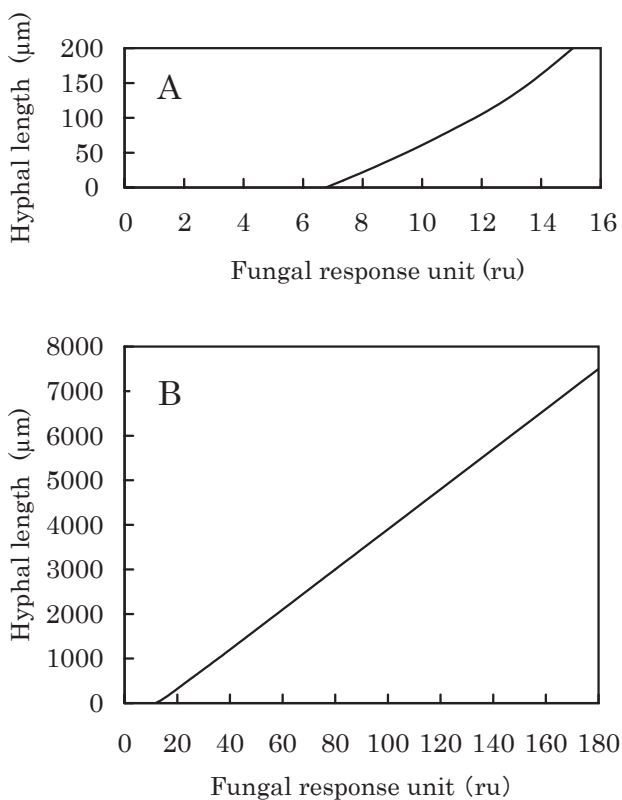 Hyphal length (μm)
200
150
100
50
0
A
0 2 4 6 8 10 12 14 16
Fungal response unit (ru)
Hyphal length (μm)
8000
7000
6000
5000
4000
3000
2000
1000
0
B
0 20 40 60 80 100 120 140 160 180
Fungal response unit (ru)